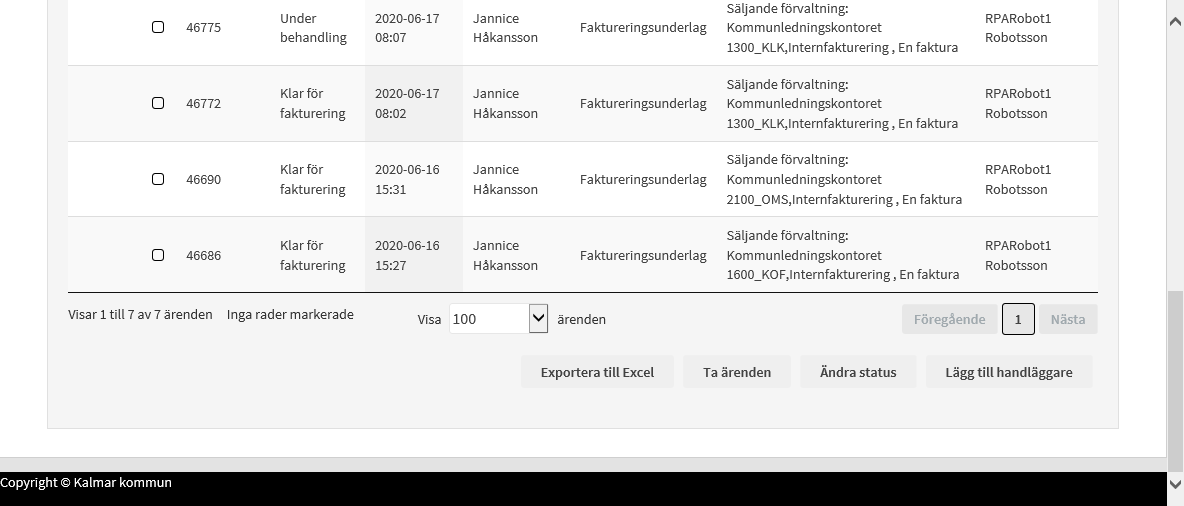 46775 Under behandling 2020-06-17 08:07 Jannice Håkansson Faktureringsunderlag Säljande förvaltning: Kommunledningskontoret 1300_KLK,Internfakturering , En faktura RPARobot1 Robotsson
46772 Klar för fakturering 2020-06-17 08:02 Jannice Håkansson Faktureringsunderlag Säljande förvaltning: Kommunledningskontoret 1300_KLK,Internfakturering , En faktura RPARobot1 Robotsson
46690 Klar för fakturering 2020-06-16 15:31 Jannice Håkansson Faktureringsunderlag Säljande förvaltning: Kommunledningskontoret 2100_OMS,Internfakturering , En faktura RPARobot1 Robotsson
46686 Klar för fakturering 2020-06-16 15:27 Jannice Håkansson Faktureringsunderlag Säljande förvaltning: Kommunledningskontoret 1600_KOF,Internfakturering , En faktura RPARobot1 Robotsson
Visar 1 till 7 av 7 ärenden Inga rader markerade Visa 100 ärenden Föregående 1 Nästa
Exportera till Excel Ta ärenden Ändra status Lägg till handläggare
Copyright © Kalmar kommun